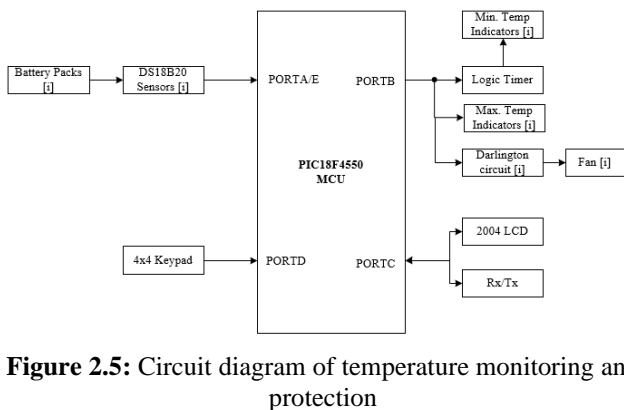 Min. Temp
Indicators [i]
Battery Packs
[i]
DS18B20
Sensors [i]
PORTA/E
PORTB
Logic Timer
Max. Temp
Indicators [i]
PIC18F4550
MCU
Darlington
circuit [i]
Fan [i]
2004 LCD
4x4 Keypad
PORTD
PORTC
Rx/Tx
Figure 2.5: Circuit diagram of temperature monitoring an
protection